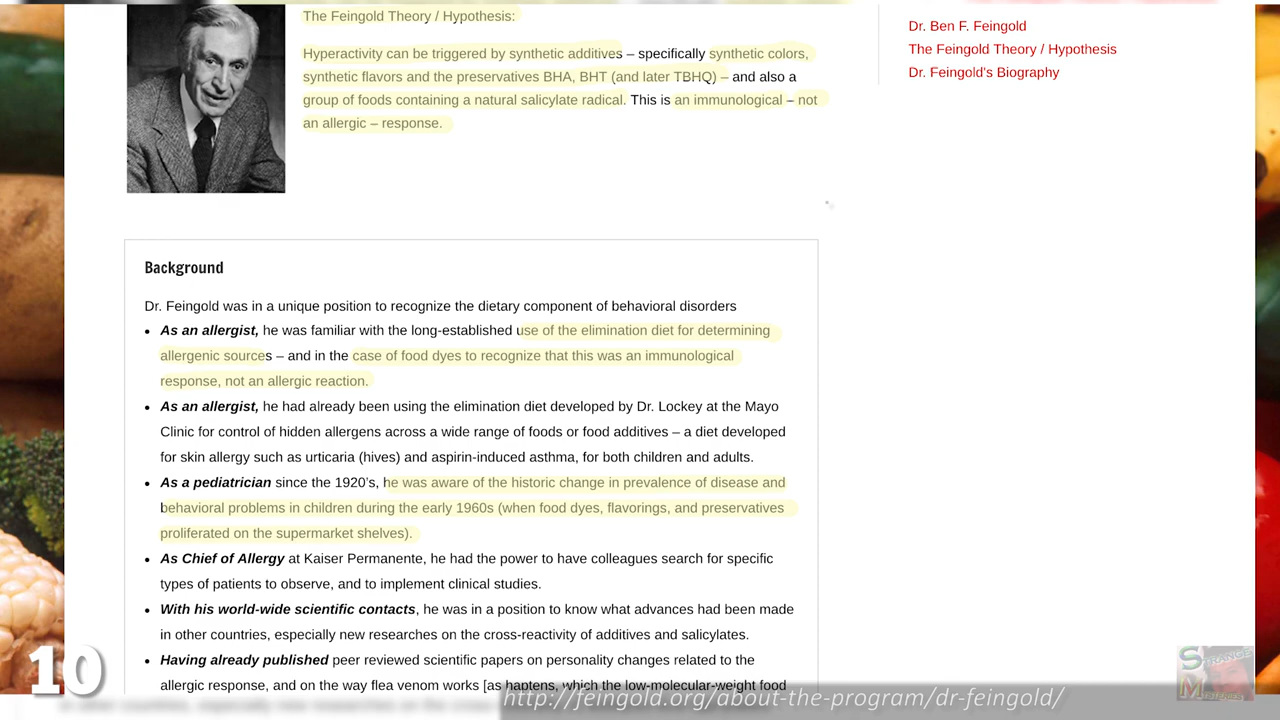 The Feingold Theory / Hypothesis:
Hyperactivity can be triggered by synthetic additives – specifically synthetic colors,
synthetic flavors and the preservatives BHA, BHT (and later TBHQ) – and also a
group of foods containing a natural salicylate radical. This is an immunological – not
an allergic – response.
Dr. Ben F. Feingold
The Feingold Theory / Hypothesis
Dr. Feingold's Biography
Background
Dr. Feingold was in a unique position to recognize the dietary component of behavioral disorders
• As an allergist, he was familiar with the long-established use of the elimination diet for determining
allergenic sources – and in the case of food dyes to recognize that this was an immunological
response, not an allergic reaction.
• As an allergist, he had already been using the elimination diet developed by Dr. Lockey at the Mayo
Clinic for control of hidden allergens across a wide range of foods or food additives – a diet developed
for skin allergy such as urticaria (hives) and aspirin-induced asthma, for both children and adults.
• As a pediatrician since the 1920's, he was aware of the historic change in prevalence of disease and
behavioral problems in children during the early 1960s (when food dyes, flavorings, and preservatives
proliferated on the supermarket shelves).
• As Chief of Allergy at Kaiser Permanente, he had the power to have colleagues search for specific
types of patients to observe, and to implement clinical studies.
• With his world-wide scientific contacts, he was in a position to know what advances had been made
in other countries, especially new researches on the cross-reactivity of additives and salicylates.
• Having already published peer reviewed scientific papers on personality changes related to the
allergic response, and on the way flea venom works [as haptens, which the low-molecular-weight food
10
http://feingold.org/about-the-program/dr-feingold/
STRANGE
MYSTERIES